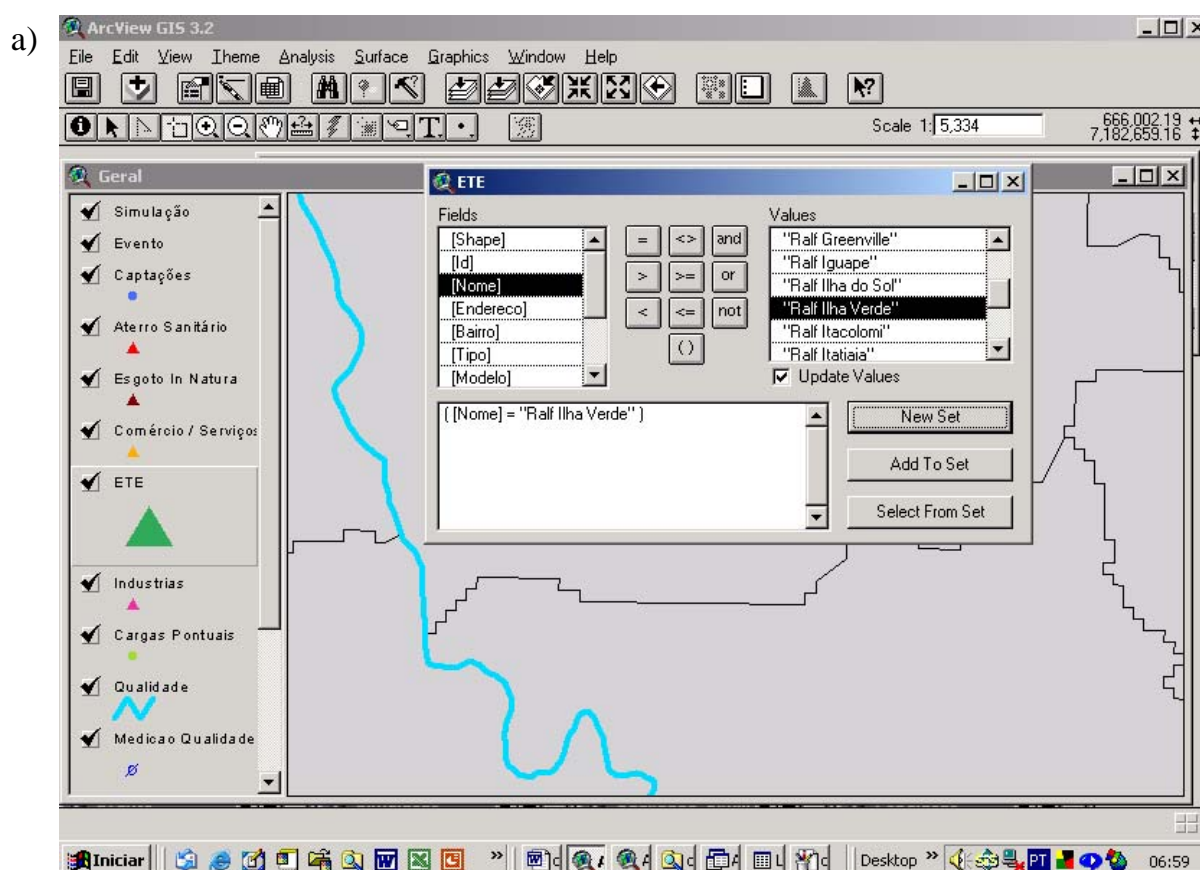 a)
ArcView GIS 3.2
File Edit View Theme Analysis Surface Graphics Window Help
Scale 1: 5,334
666,002.19
7,182,659.16
Geral
Simulação
Evento
Captações
Aterro Sanitário
Esgoto In Natura
Comércio / Serviços
ETE
Industrias
Cargas Pontuais
Qualidade
Medicao Qualidade
ETE
Fields
[Shape]
[Id]
[Nome]
[Endereco]
[Bairro]
[Tipo]
[Modelo]
= <> and
> >= or
< <= not
()
Values
"Ralf Greenville"
"Ralf Iguape"
"Ralf Ilha do Sol"
"Ralf Ilha Verde"
"Ralf Itacolomi"
"Ralf Itatiaia"
Update Values
( [Nome] = "Ralf Ilha Verde" )
New Set
Add To Set
Select From Set
Iniciar
Desktop
PT
06:59